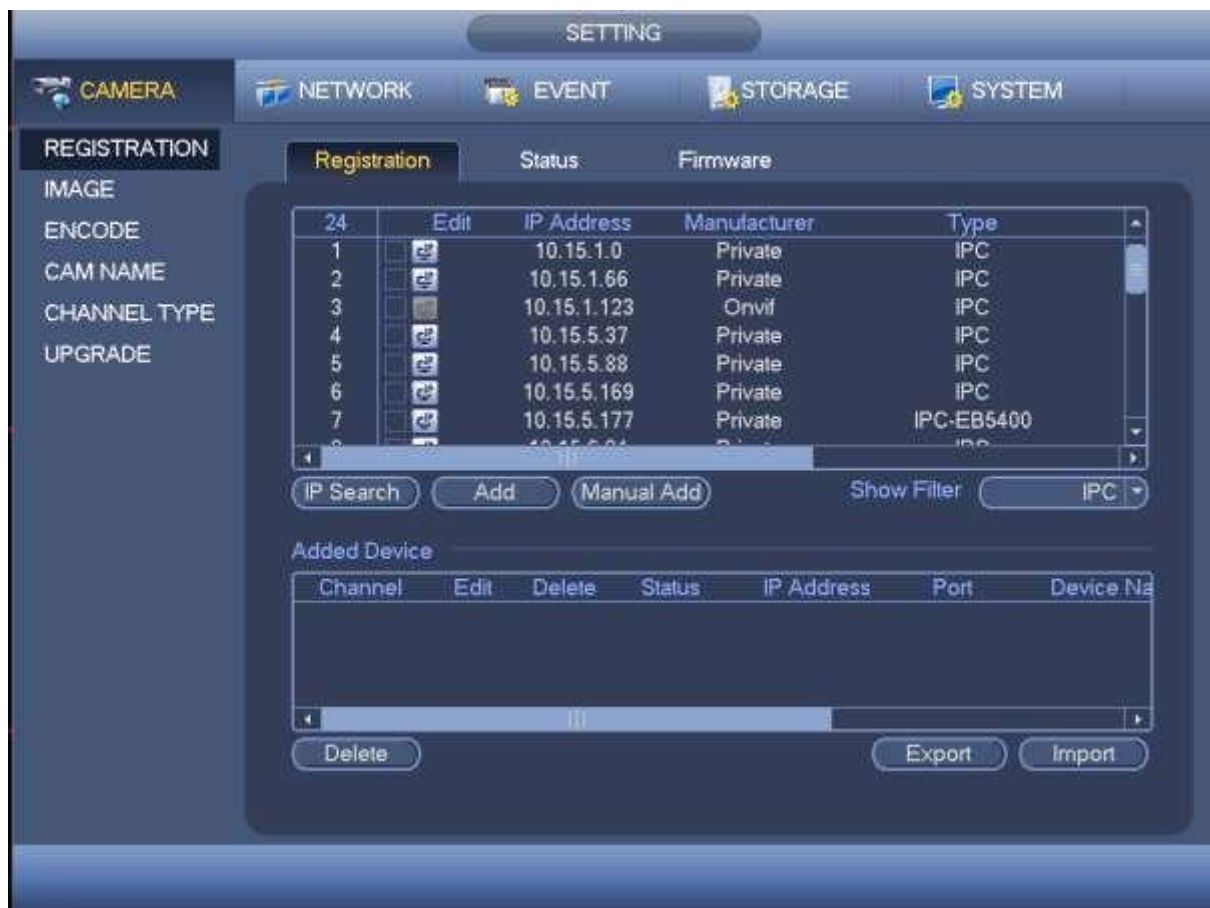 SETTING
CAMERA NETWORK EVENT STORAGE SYSTEM
REGISTRATION
IMAGE
ENCODE
CAM NAME
CHANNEL TYPE
UPGRADE
Registration Status Firmware
24 Edit IP Address Manufacturer Type
1 10.15.1.0 Private IPC
2 10.15.1.66 Private IPC
3 10.15.1.123 Onvif IPC
4 10.15.5.37 Private IPC
5 10.15.5.88 Private IPC
6 10.15.5.169 Private IPC
7 10.15.5.177 Private IPC-EB5400
IP Search Add Manual Add Show Filter IPC
Added Device
Channel Edit Delete Status IP Address Port Device Na
Delete Export Import